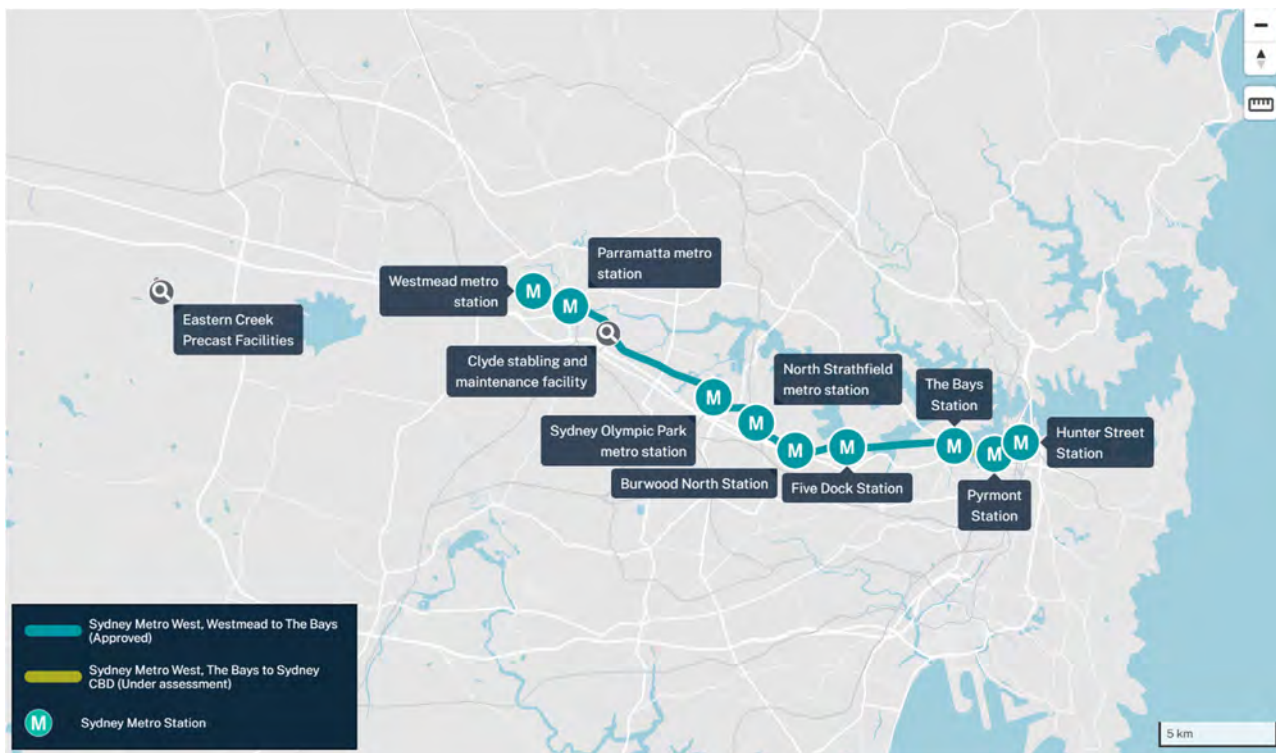 Parramatta metro
station
Westmead metro
station
M
M
Eastern Creek
Precast Facilities
Clyde stabling and
maintenance facility
North Strathfield
metro station
The Bays
Station
M
M
Sydney Olympic Park
metro station
M
M
M
M
M
Hunter Street
Station
Burwood North Station
Five Dock Station
Pyrmont
Station
Sydney Metro West, Westmead to The Bays
(Approved)
Sydney Metro West, The Bays to Sydney
CBD (Under assessment)
M
Sydney Metro Station
5 km